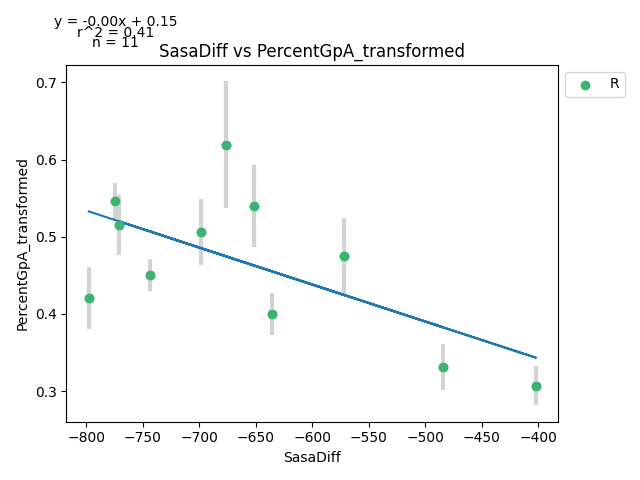 y = -0.00x + 0.15
r^2 = 0.41
n = 11
SasaDiff vs PercentGpA_transformed
R
PercentGpA_transformed
0.7
0.6
0.5
0.4
0.3
−800 −750 −700 −650 −600 −550 −500 −450 −400
SasaDiff